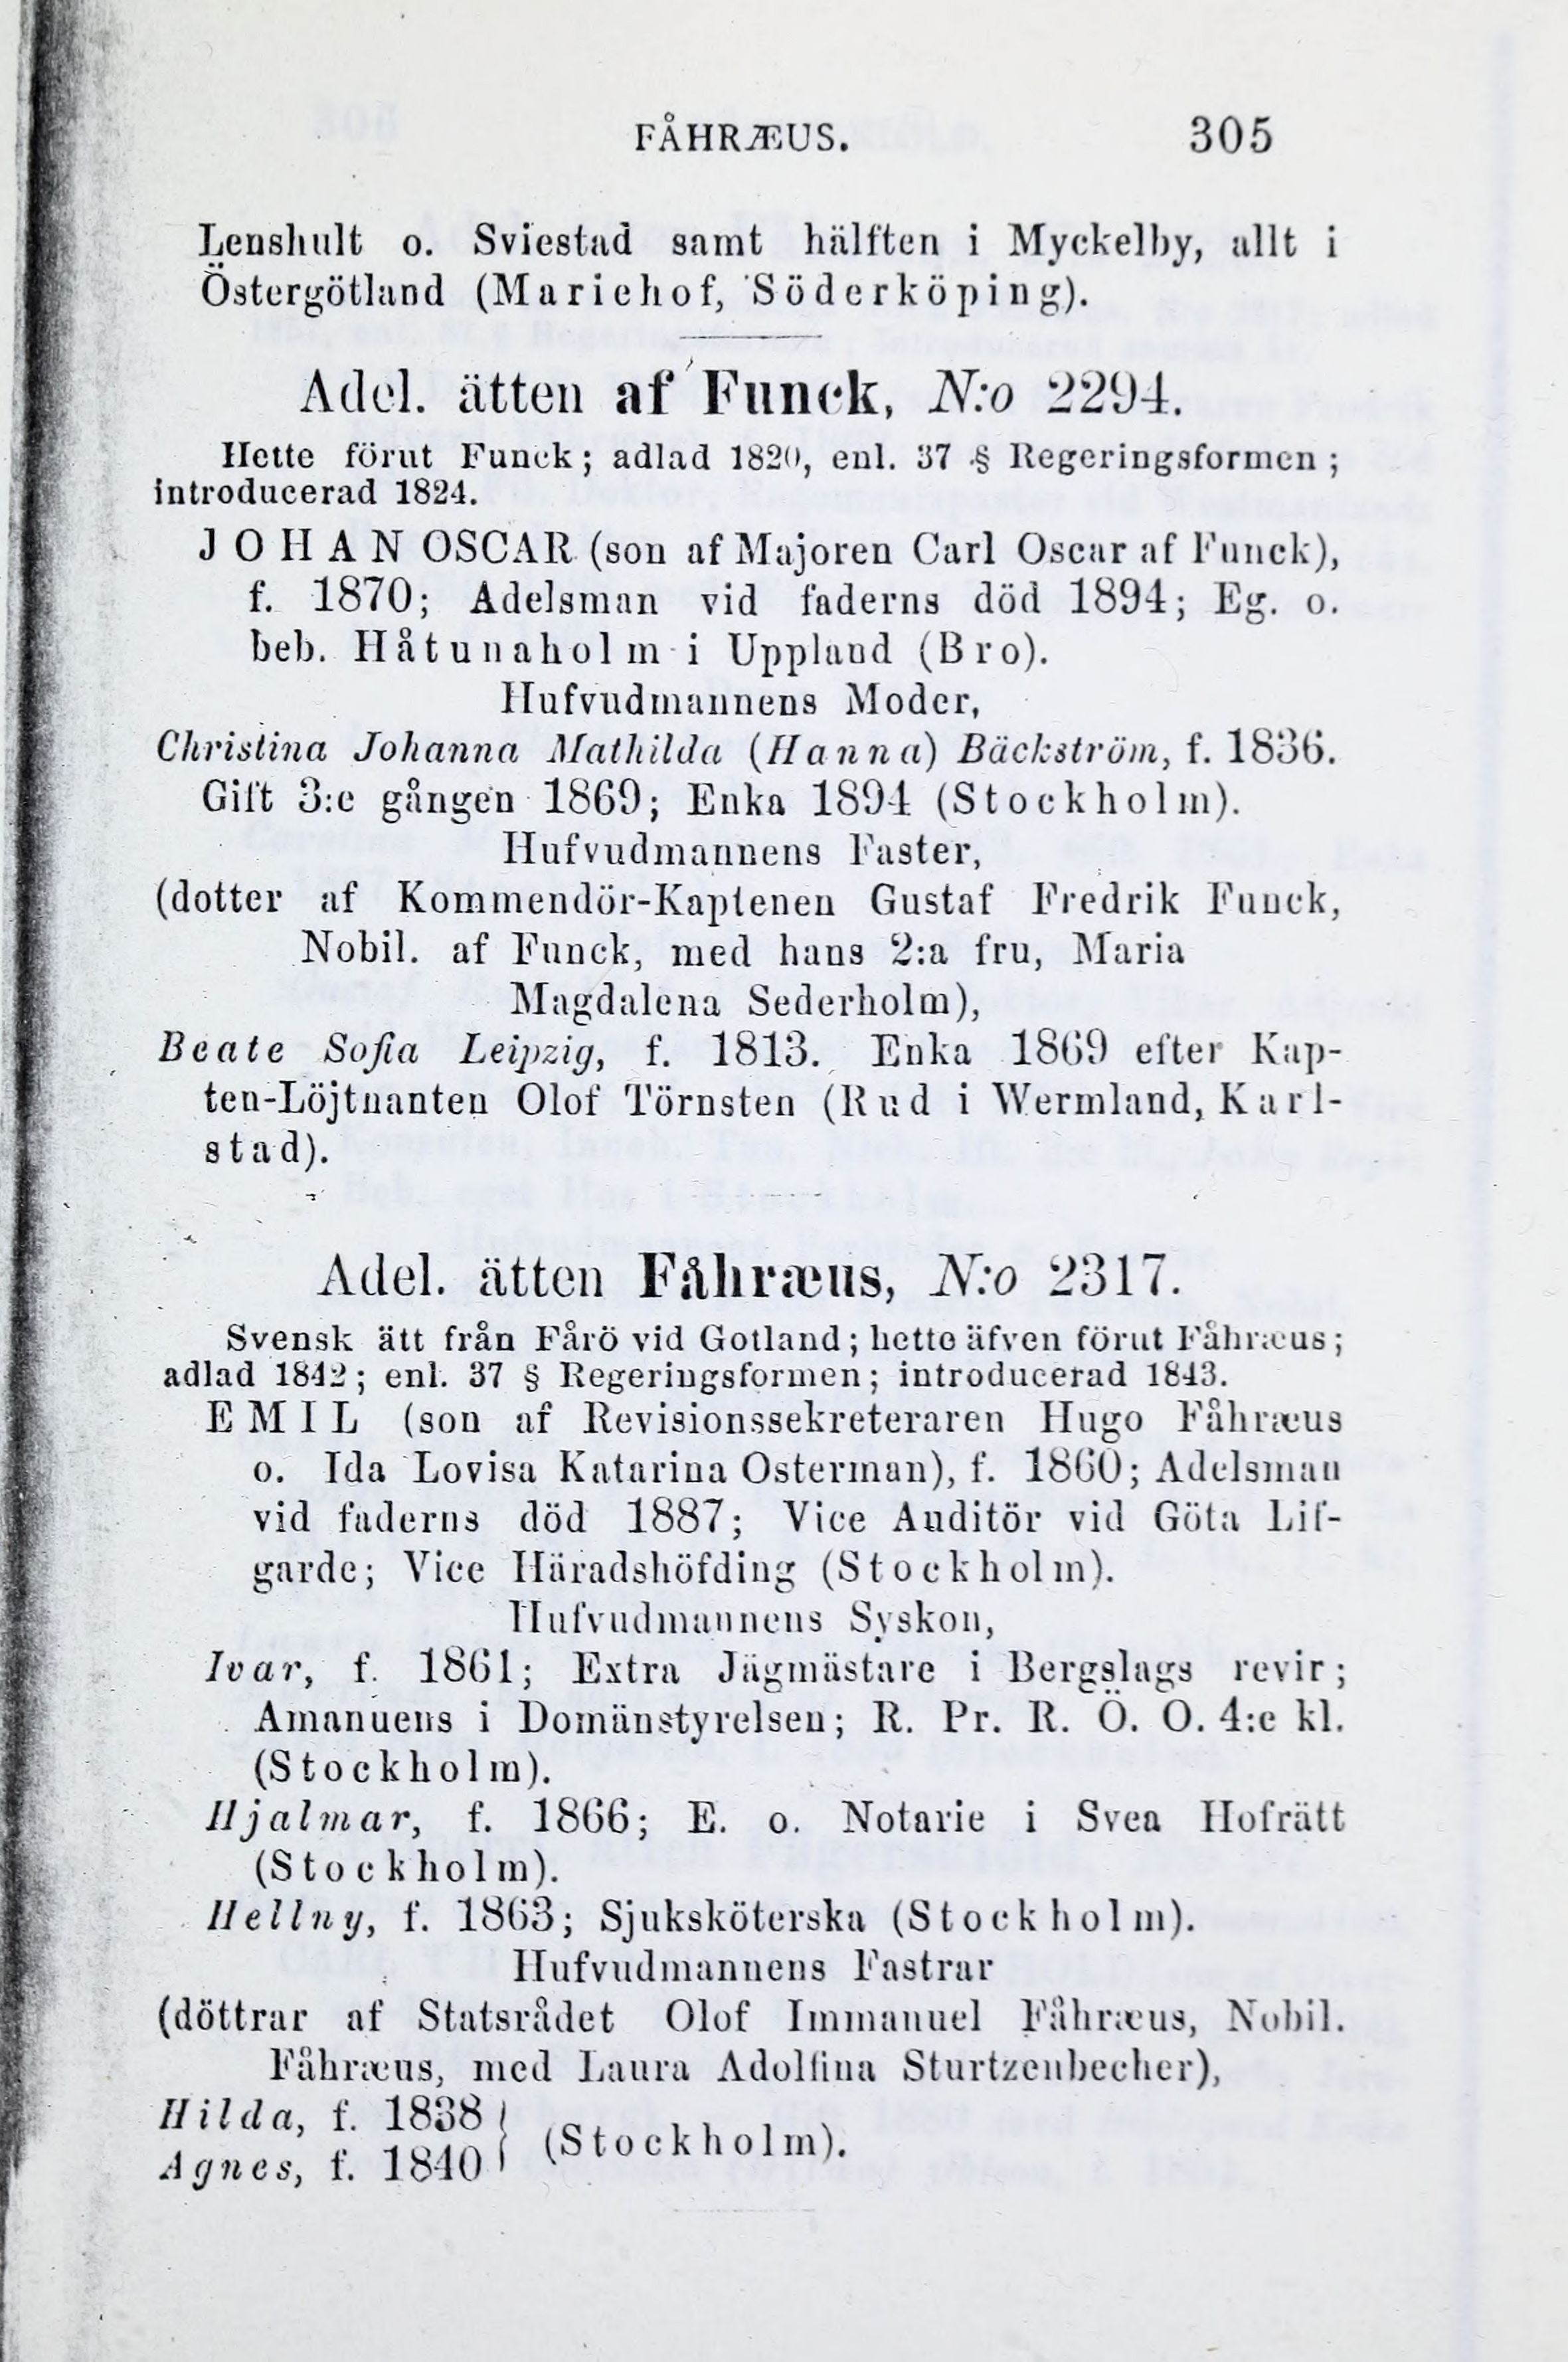 FÅHRÆUS. 305
Lenshult o. Sviestad samt hälften i Myckelby, allt i
Östergötland (Mariehof, Söderköping).
Adel. ätten af Funck, N:o 2294.
Hette förut Funck; adlad 1820, enl. 37 § Regeringsformen;
introducerad 1824.
JOHAN OSCAR (son af Majoren Carl Oscar af Funck),
f. 1870; Adelsman vid faderns död 1894; Eg. o.
beb. Håtunaholm i Uppland (Bro).
Hufvudmannens Moder,
Christina Johanna Mathilda (Hanna) Bäckström, f. 1836.
Gift 3:e gången 1869; Enka 1894 (Stockholm).
Hufvudmannens Faster,
(dotter af Kommendör-Kaptenen Gustaf Fredrik Funck,
Nobil. af Funck, med hans 2:a fru, Maria
Magdalena Sederholm),
Beate Sofia Leipzig, f. 1813. Enka 1869 efter Kap-
ten-Löjtnanten Olof Törnsten (Rud i Wermland, Karl-
stad).
Adel. ätten Fåhræus, N:o 2317.
Svensk ätt från Fårö vid Gotland; hette äfven förut Fåhræus;
adlad 1842; enl. 37 § Regeringsformen; introducerad 1843.
EMIL (son af Revisionssekreteraren Hugo Fåhræus
o. Ida Lovisa Katarina Osterman), f. 1860; Adelsman
vid faderns död 1887; Vice Auditör vid Göta Lif-
garde; Vice Häradshöfding (Stockholm).
Hufvudmannens Syskon,
Ivar, f. 1861; Extra Jägmästare i Bergslags revir;
Amanuens i Domänstyrelsen; R. Pr. R. Ö. O. 4:e kl.
(Stockholm).
Hjalmar, f. 1866; E. o. Notarie i Svea Hofrätt
(Stockholm).
Hellny, f. 1863; Sjuksköterska (Stockholm).
Hufvudmannens Fastrar
(döttrar af Statsrådet Olof Immanuel Fåhræus, Nobil.
Fåhræus, med Laura Adolfina Sturtzenbecher),
Hilda, f. 1838 }
Agnes, f. 1840 } (Stockholm).